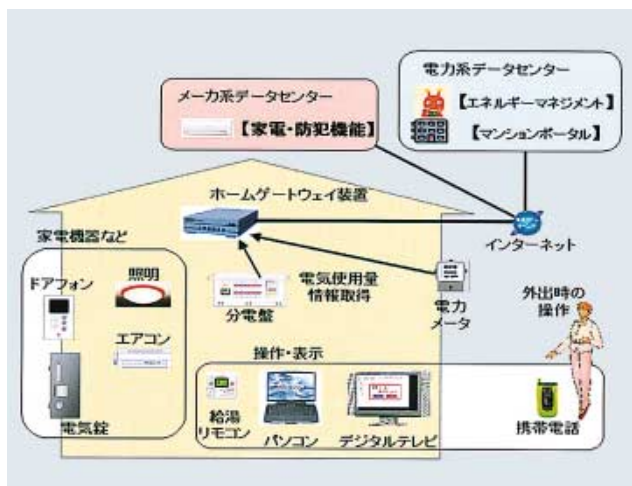 電力系データセンター
【エネルギーマネジメント】
【マンションポータル】
メーカ系データセンター
【家電・防犯機能】
ホームゲートウェイ装置
インターネット
家電機器など
ドアフォン
照明
エアコン
電気錠
分電盤
電気使用量
情報取得
電力
メータ
外出時の
操作
操作・表示
給湯
リモコン
パソコン
デジタルテレビ
携帯電話